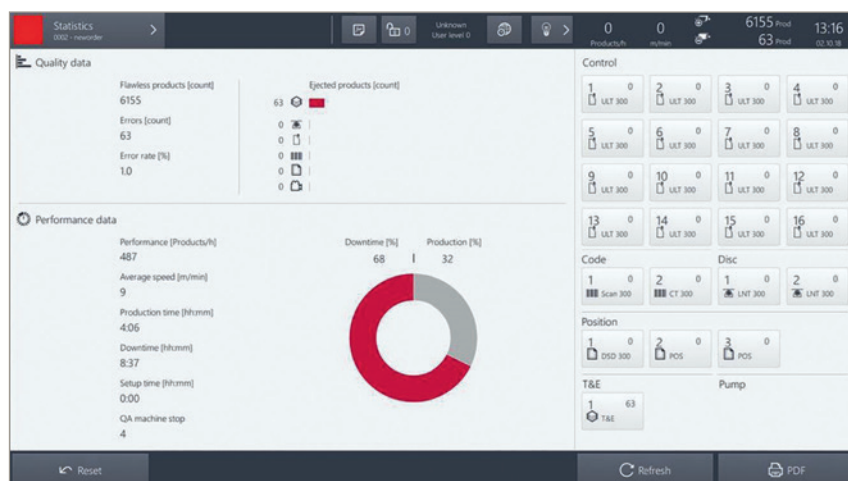 Statistics
0002 - neworder
0
Unknown
User level 0
0
Products/h
0
m/min
6155 Prod
63 Prod
13:16
02.10.18
Quality data
Flawless products [count]
6155
Errors [count]
63
Error rate [%]
1.0
Ejected products [count]
63
0
0
0
0
0
Performance data
Performance [Products/h]
487
Average speed [m/min]
9
Production time [hh:mm]
4:06
Downtime [hh:mm]
8:37
Setup time [hh:mm]
0:00
QA machine stop
4
Downtime [%] Production [%]
68 | 32
Control
1 0 ULT 300
2 0 ULT 300
3 0 ULT 300
4 0 ULT 300
5 0 ULT 300
6 0 ULT 300
7 0 ULT 300
8 0 ULT 300
9 0 ULT 300
10 0 ULT 300
11 0 ULT 300
12 0 ULT 300
13 0 ULT 300
14 0 ULT 300
15 0 ULT 300
16 0 ULT 300
Code
1 0 Scan 300
2 0 CT 300
Disc
1 0 LNT 300
2 0 LNT 300
Position
1 0 DSD 300
2 0 POS
3 0 POS
T&E
1 63 T&E
Pump
Reset
Refresh
PDF